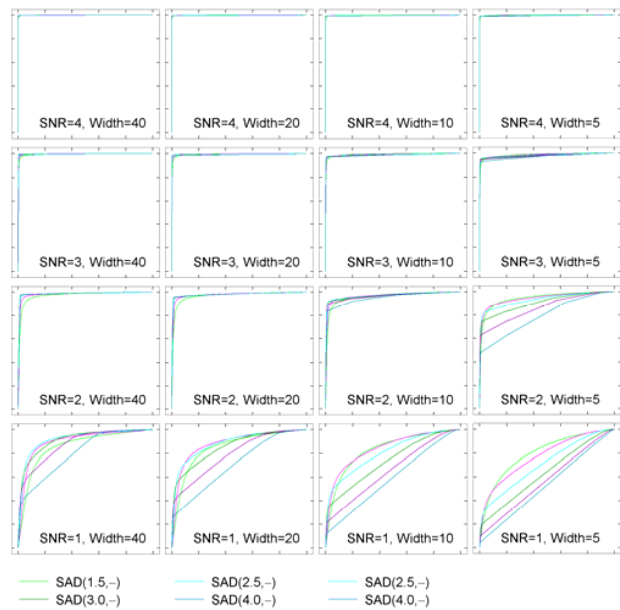 SNR=4, Width=40
SNR=4, Width=20
SNR=4, Width=10
SNR=4, Width=5
SNR=3, Width=40
SNR=3, Width=20
SNR=3, Width=10
SNR=3, Width=5
SNR=2, Width=40
SNR=2, Width=20
SNR=2, Width=10
SNR=2, Width=5
SNR=1, Width=40
SNR=1, Width=20
SNR=1, Width=10
SNR=1, Width=5
SAD(1.5,−)
SAD(2.5,−)
SAD(2.5,−)
SAD(3.0,−)
SAD(4.0,−)
SAD(4.0,−)